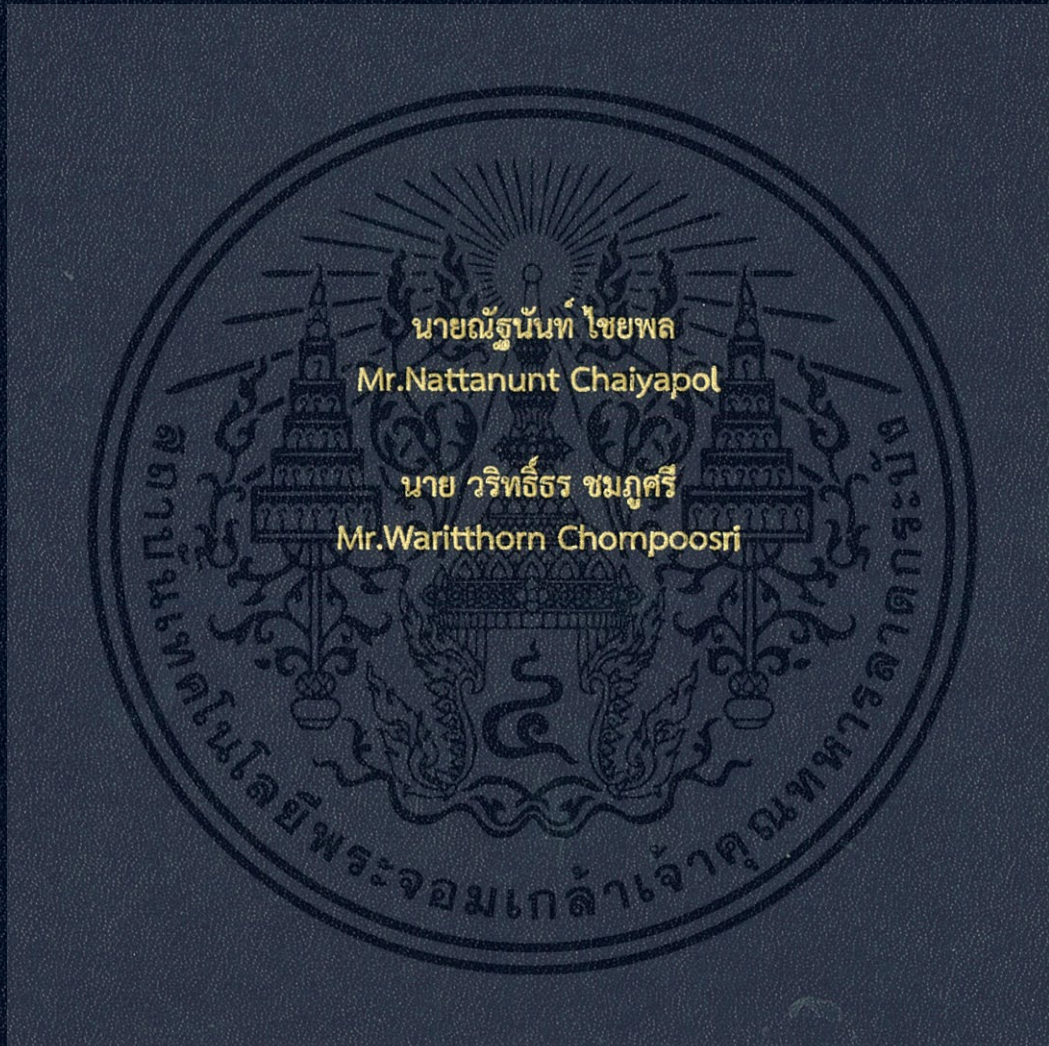 นายณัฐนันท์ ไชยพล
Mr.Nattanunt Chaiyapol
นาย วริทธิ์ธร ชมภูศรี
Mr.Waritthorn Chompoosri
สถาบันเทคโนโลยีพระจอมเกล้าเจ้าคุณทหารลาดกระบัง
๔